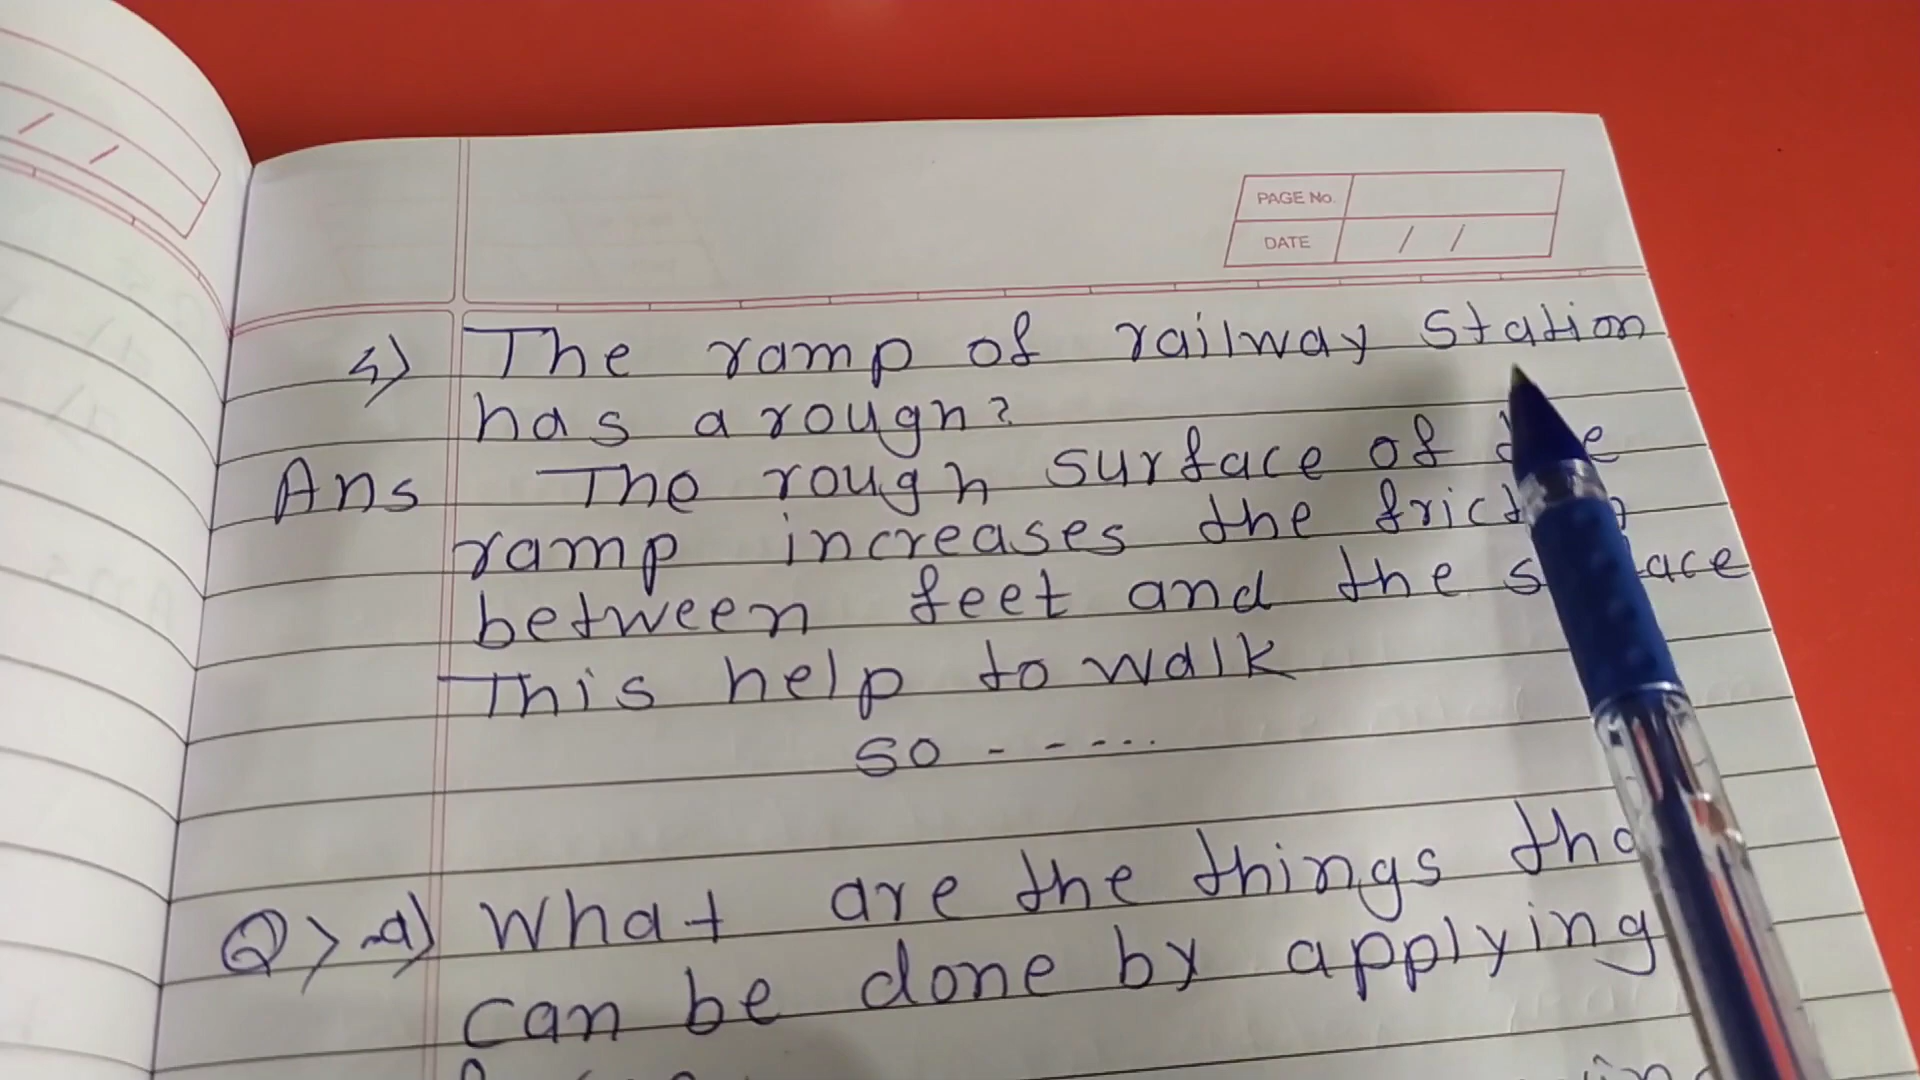 PAGE No.
DATE / /
4) The ramp of railway station
has a rough?
Ans The rough surface of the
ramp increases the
between feet and the
This help to walk
so - - - - ...
Q> a) What are the things
can be done by applying